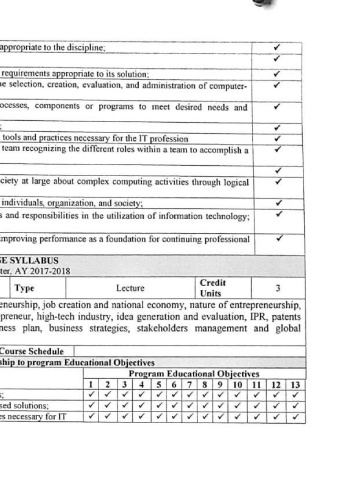 appropriate to the discipline; ✓
✓
requirements appropriate to its solution; ✓
e selection, creation, evaluation, and administration of computer- ✓
ocesses, components or programs to meet desired needs and ✓
; ✓
tools and practices necessary for the IT profession ✓
team recognizing the different roles within a team to accomplish a ✓
✓
ciety at large about complex computing activities through logical ✓
individuals, organization, and society; ✓
s and responsibilities in the utilization of information technology; ✓
mproving performance as a foundation for continuing professional ✓
E SYLLABUS
ter, AY 2017-2018
Type Lecture Credit Units 3
eneurship, job creation and national economy, nature of entrepreneurship,
preneur, high-tech industry, idea generation and evaluation, IPR, patents
ness plan, business strategies, stakeholders management and global
Course Schedule
ship to program Educational Objectives
Program Educational Objectives
1 2 3 4 5 6 7 8 9 10 11 12 13
s; ✓ ✓ ✓ ✓ ✓ ✓ ✓ ✓ ✓ ✓ ✓ ✓ ✓
sed solutions; ✓ ✓ ✓ ✓ ✓ ✓ ✓ ✓ ✓ ✓ ✓ ✓ ✓
es necessary for IT ✓ ✓ ✓ ✓ ✓ ✓ ✓ ✓ ✓ ✓ ✓ ✓ ✓